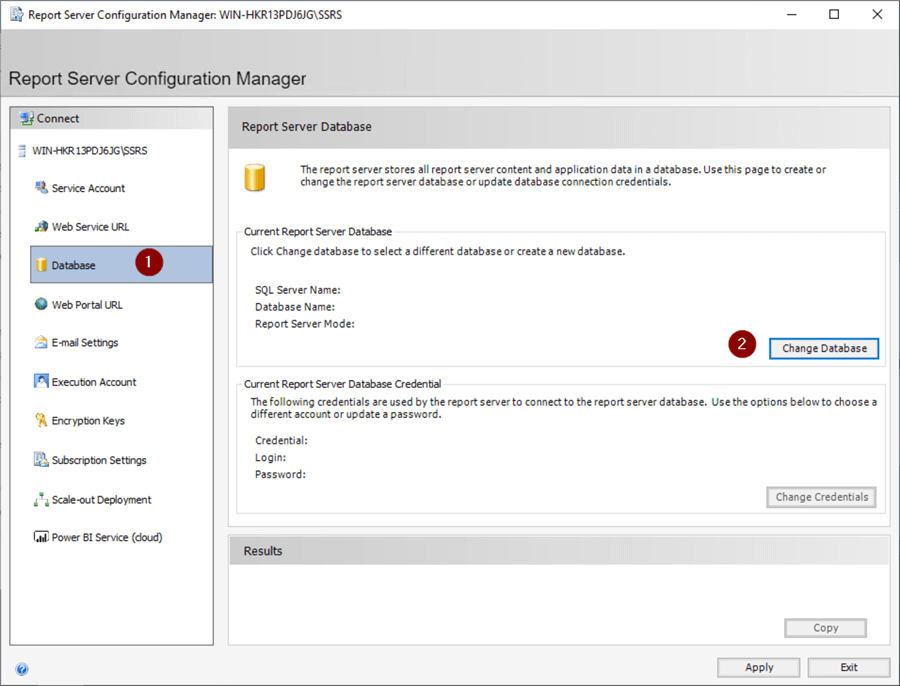 Report Server Configuration Manager: WIN-HKR13PDJ6JG\SSRS
Report Server Configuration Manager
Connect
WIN-HKR13PDJ6JG\SSRS
Service Account
Web Service URL
Database
1
Web Portal URL
E-mail Settings
Execution Account
Encryption Keys
Subscription Settings
Scale-out Deployment
Power BI Service (cloud)
Report Server Database
The report server stores all report server content and application data in a database. Use this page to create or
change the report server database or update database connection credentials.
Current Report Server Database
Click Change database to select a different database or create a new database.
SQL Server Name:
Database Name:
Report Server Mode:
2
Change Database
Current Report Server Database Credential
The following credentials are used by the report server to connect to the report server database. Use the options below to choose a
different account or update a password.
Credential:
Login:
Password:
Change Credentials
Results
Copy
?
Apply
Exit